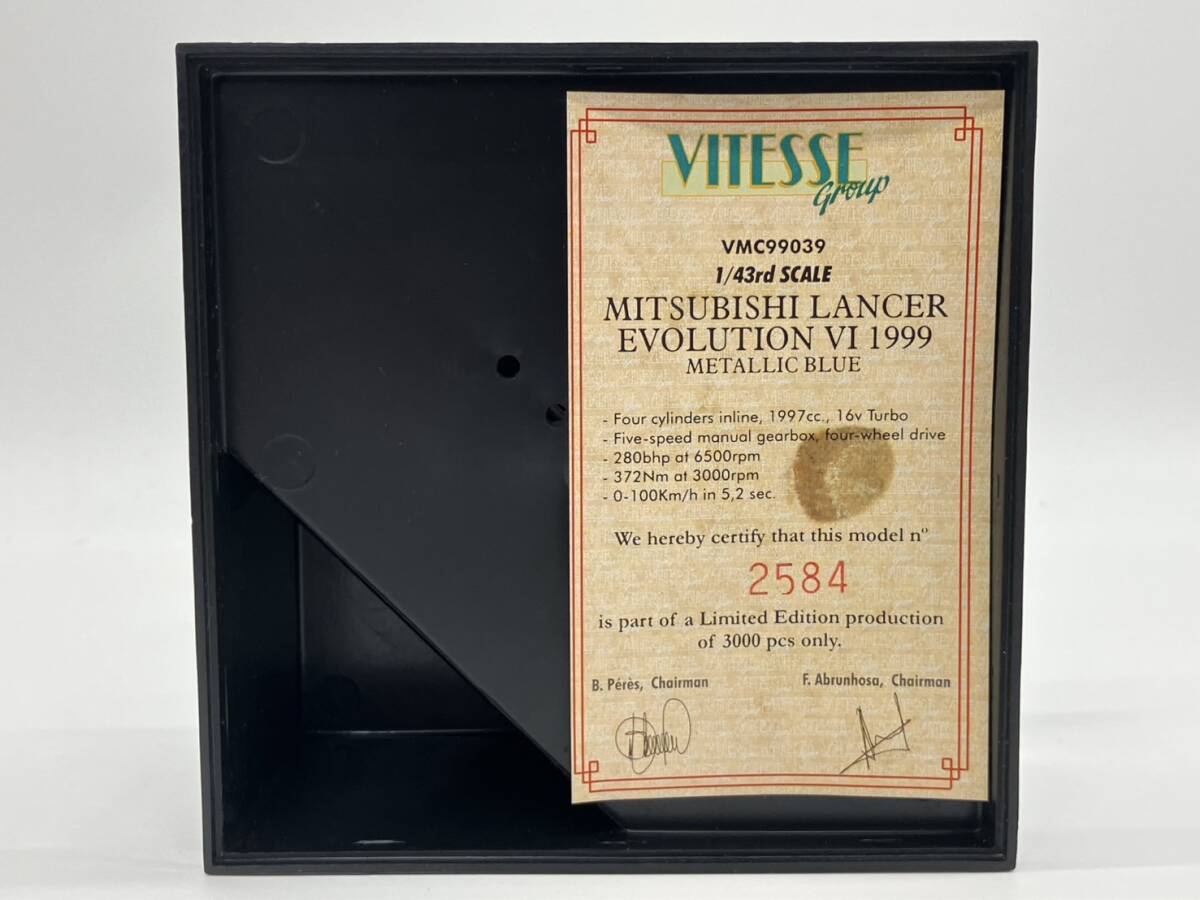 VITESSE
Group
VMC99039
1/43rd SCALE
MITSUBISHI LANCER
EVOLUTION VI 1999
METALLIC BLUE
- Four cylinders inline, 1997cc., 16v Turbo
- Five-speed manual gearbox, four-wheel drive
- 280bhp at 6500rpm
- 372Nm at 3000rpm
- 0-100Km/h in 5,2 sec.
We hereby certify that this model nº
2584
is part of a Limited Edition production
of 3000 pcs only.
B. Pérès, Chairman
F. Abrunhosa, Chairman